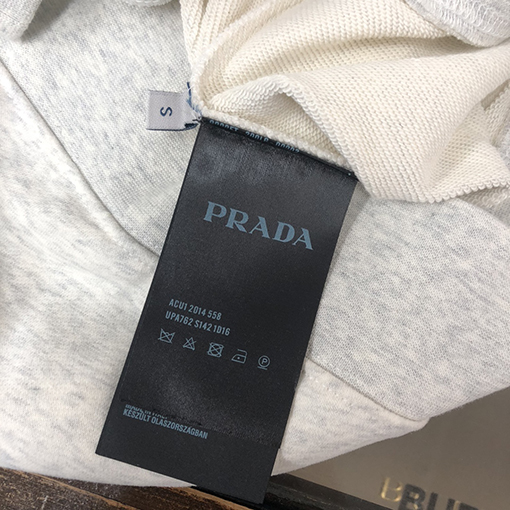 S
PRADA
ACU1 2014 558
UPA762 S142 1D16
KÉSZÜLT OLASZORSZÁGBAN